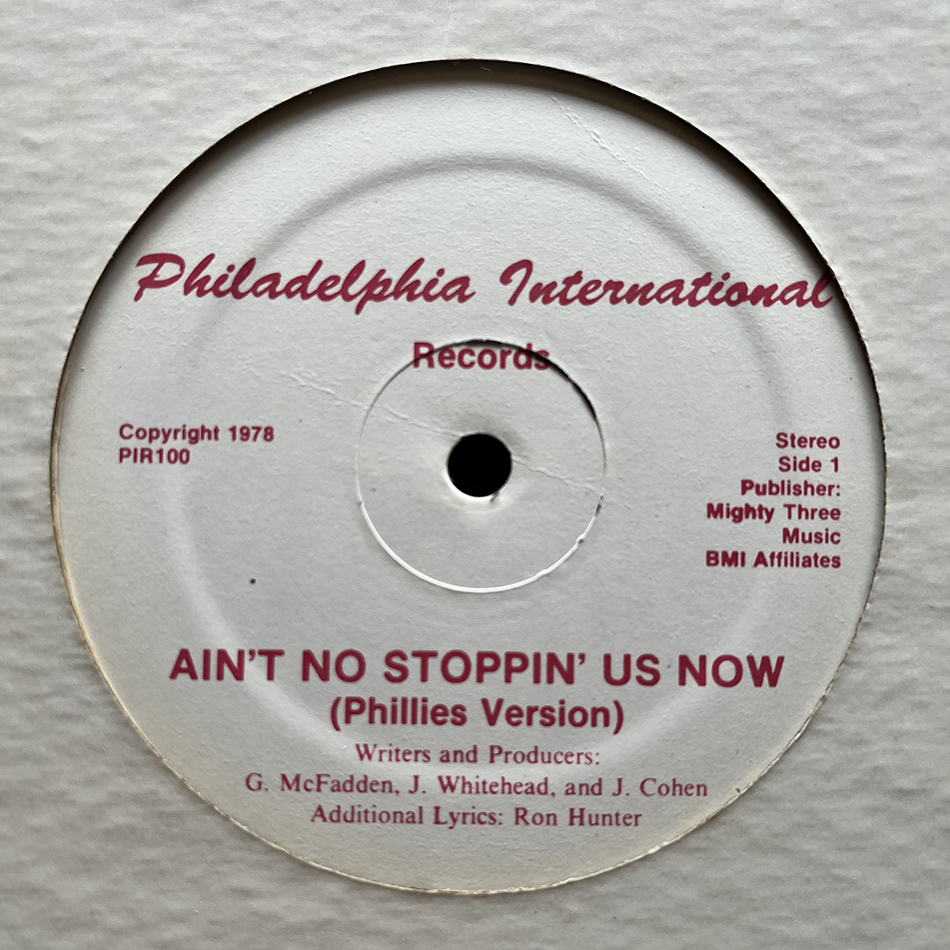 Philadelphia International
Records
Copyright 1978
PIR100
Stereo
Side 1
Publisher:
Mighty Three
Music
BMI Affiliates
AIN'T NO STOPPIN' US NOW
(Phillies Version)
Writers and Producers:
G. McFadden, J. Whitehead, and J. Cohen
Additional Lyrics: Ron Hunter